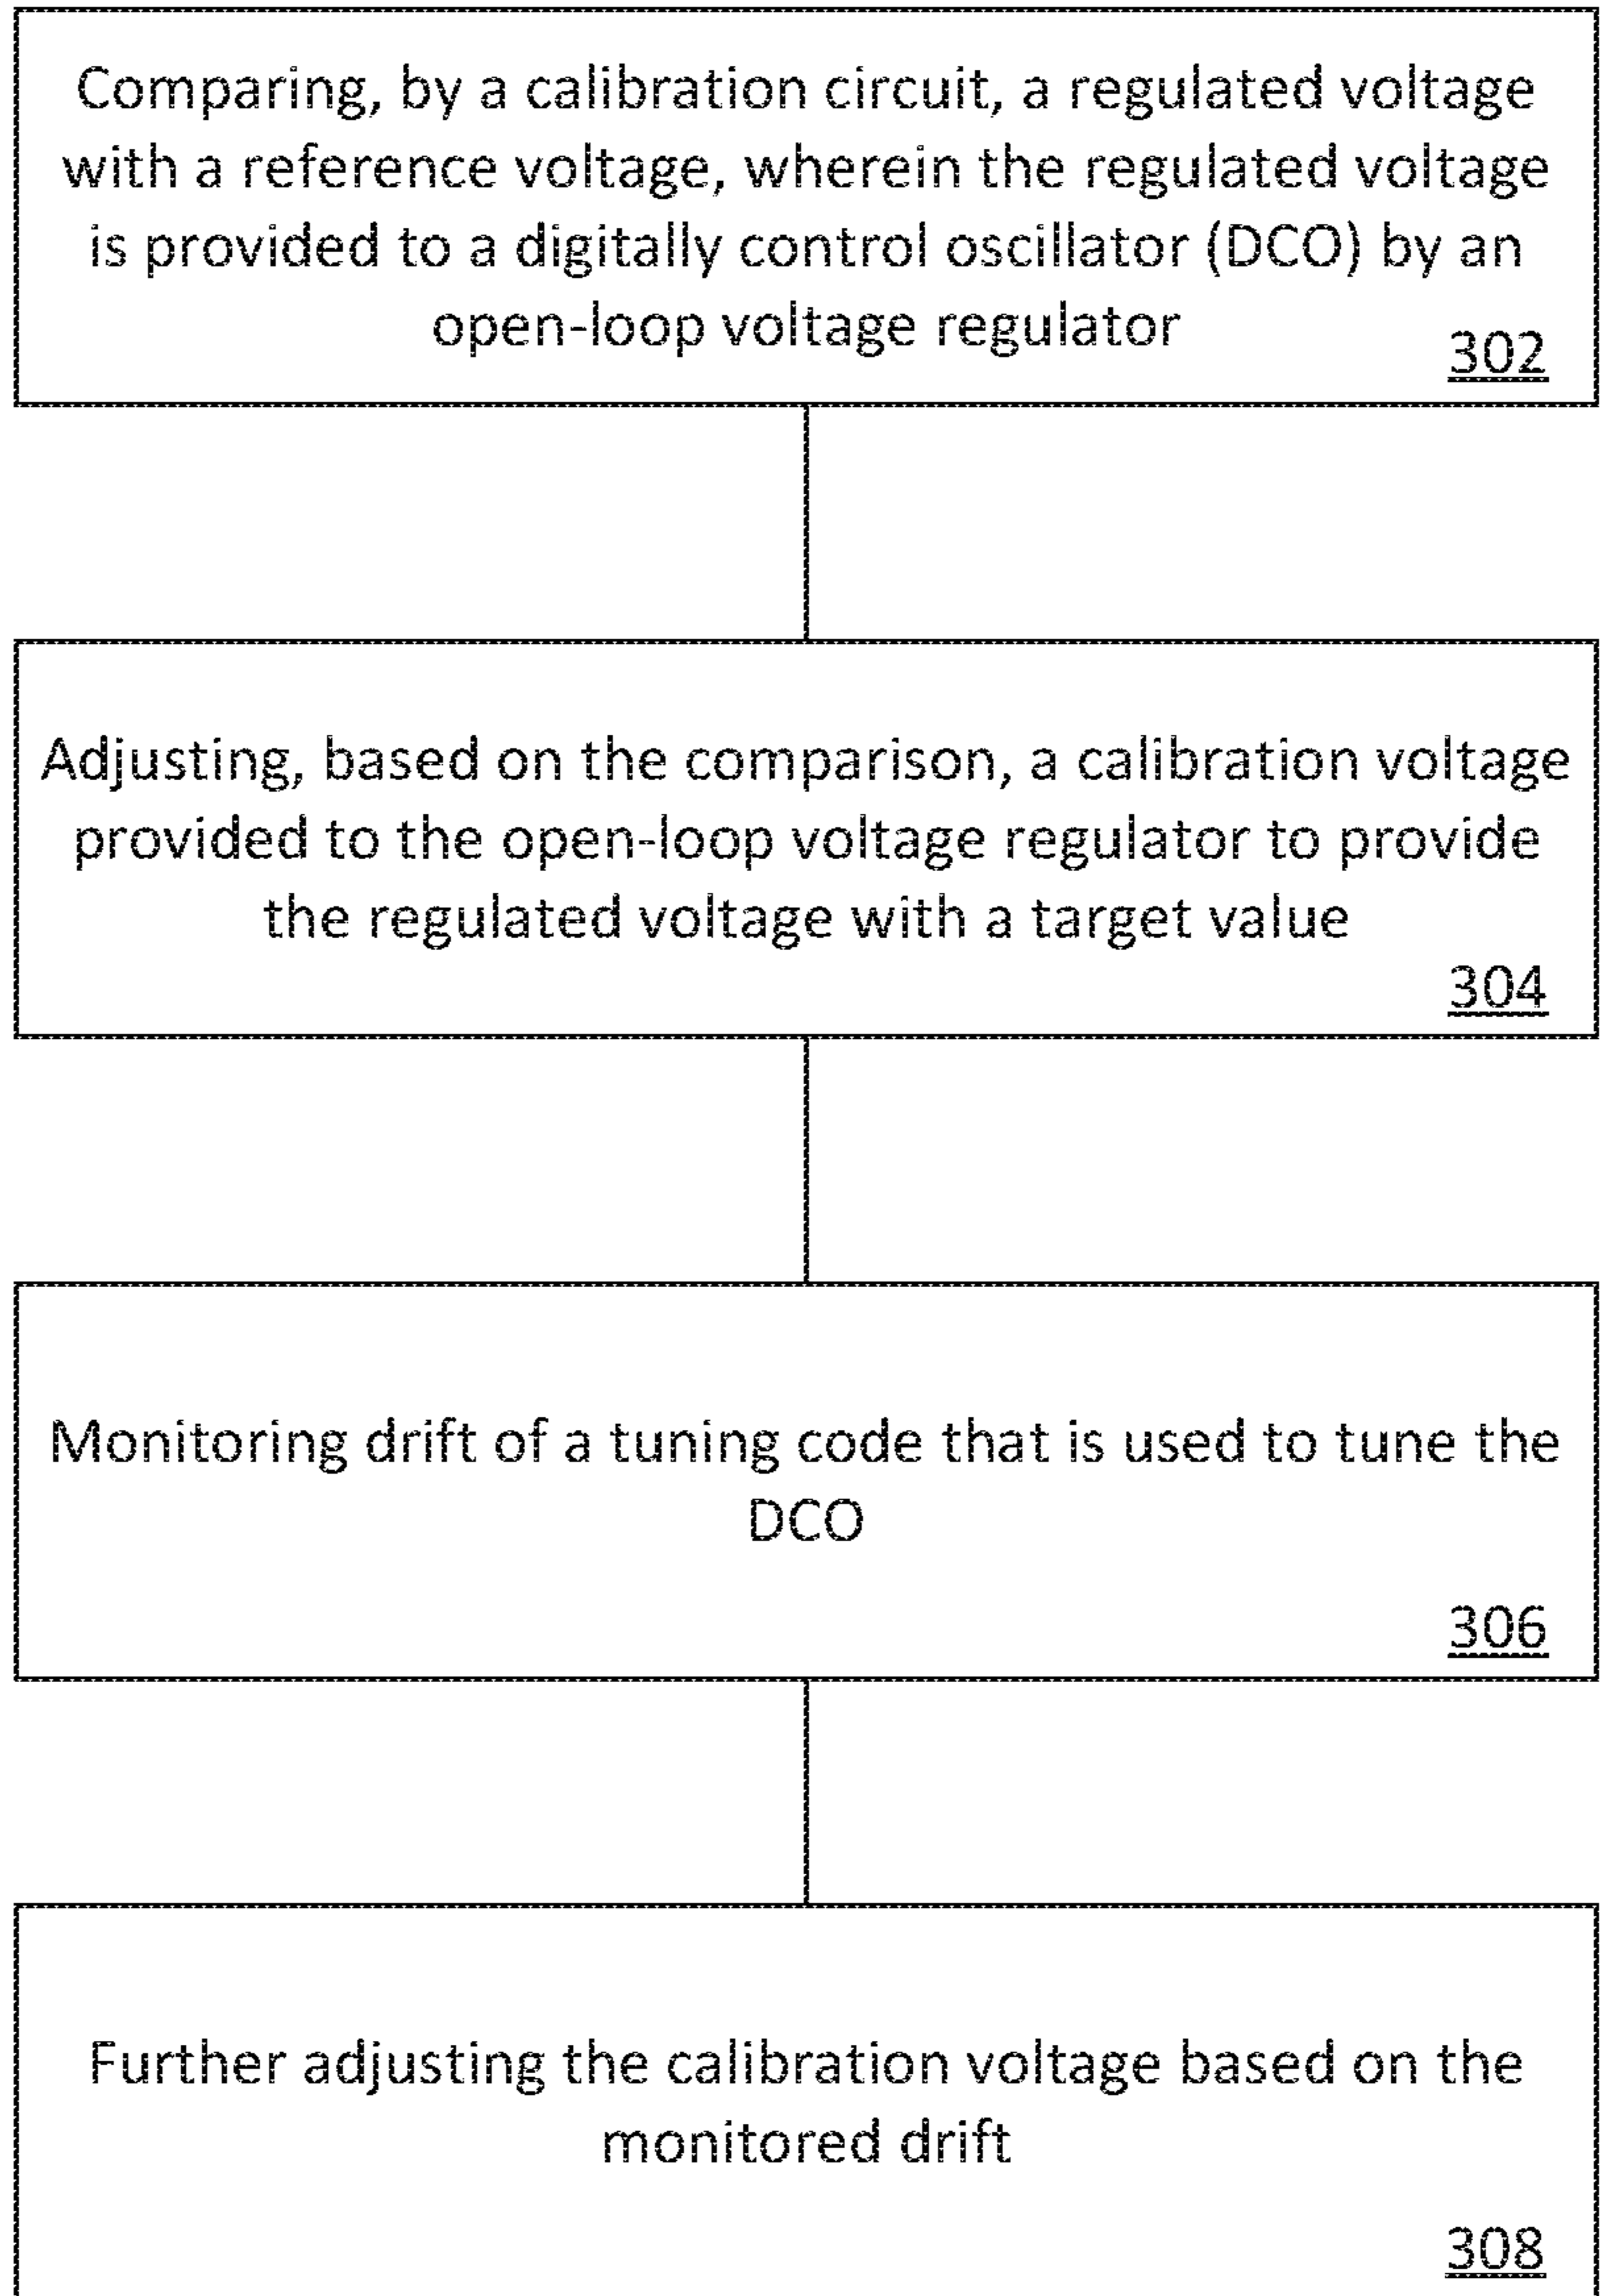 Comparing, by a calibration circuit, a regulated voltage
with a reference voltage, wherein the regulated voltage
is provided to a digitally control oscillator (DCO) by an
open-loop voltage regulator
302
Adjusting, based on the comparison, a calibration voltage
provided to the open-loop voltage regulator to provide
the regulated voltage with a target value
304
Monitoring drift of a tuning code that is used to tune the
DCO
306
Further adjusting the calibration voltage based on the
monitored drift
308